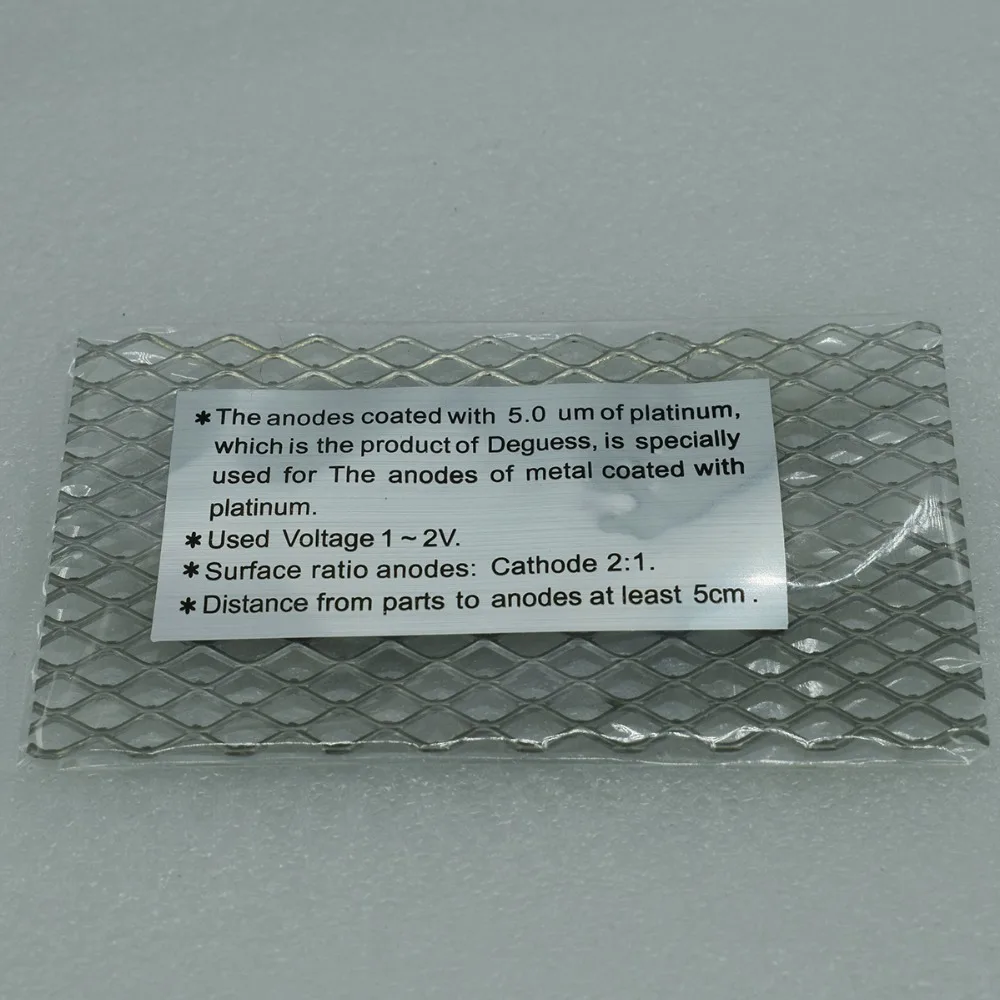 * The anodes coated with 5.0 um of platinum,
which is the product of Deguess, is specially
used for The anodes of metal coated with
platinum.
* Used Voltage 1 ~ 2V.
* Surface ratio anodes: Cathode 2:1.
* Distance from parts to anodes at least 5cm .